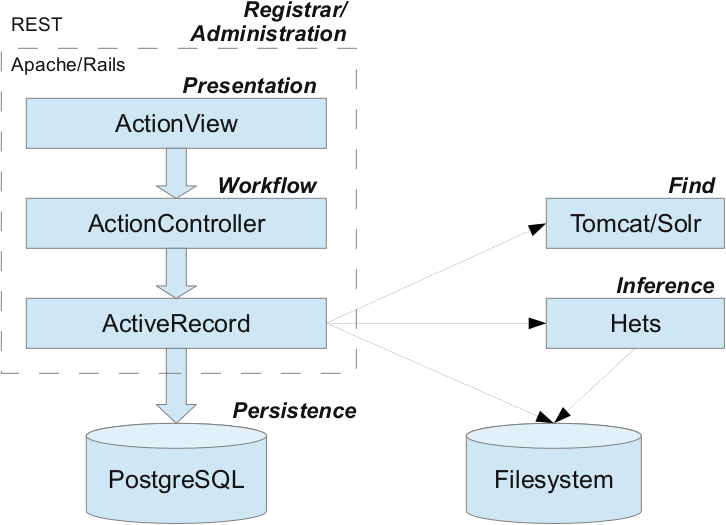 REST
Registrar/
Administration
Apache/Rails
Presentation
ActionView
Workflow
ActionController
Find
Tomcat/Solr
Inference
ActiveRecord
Hets
Persistence
PostgreSQL
Filesystem